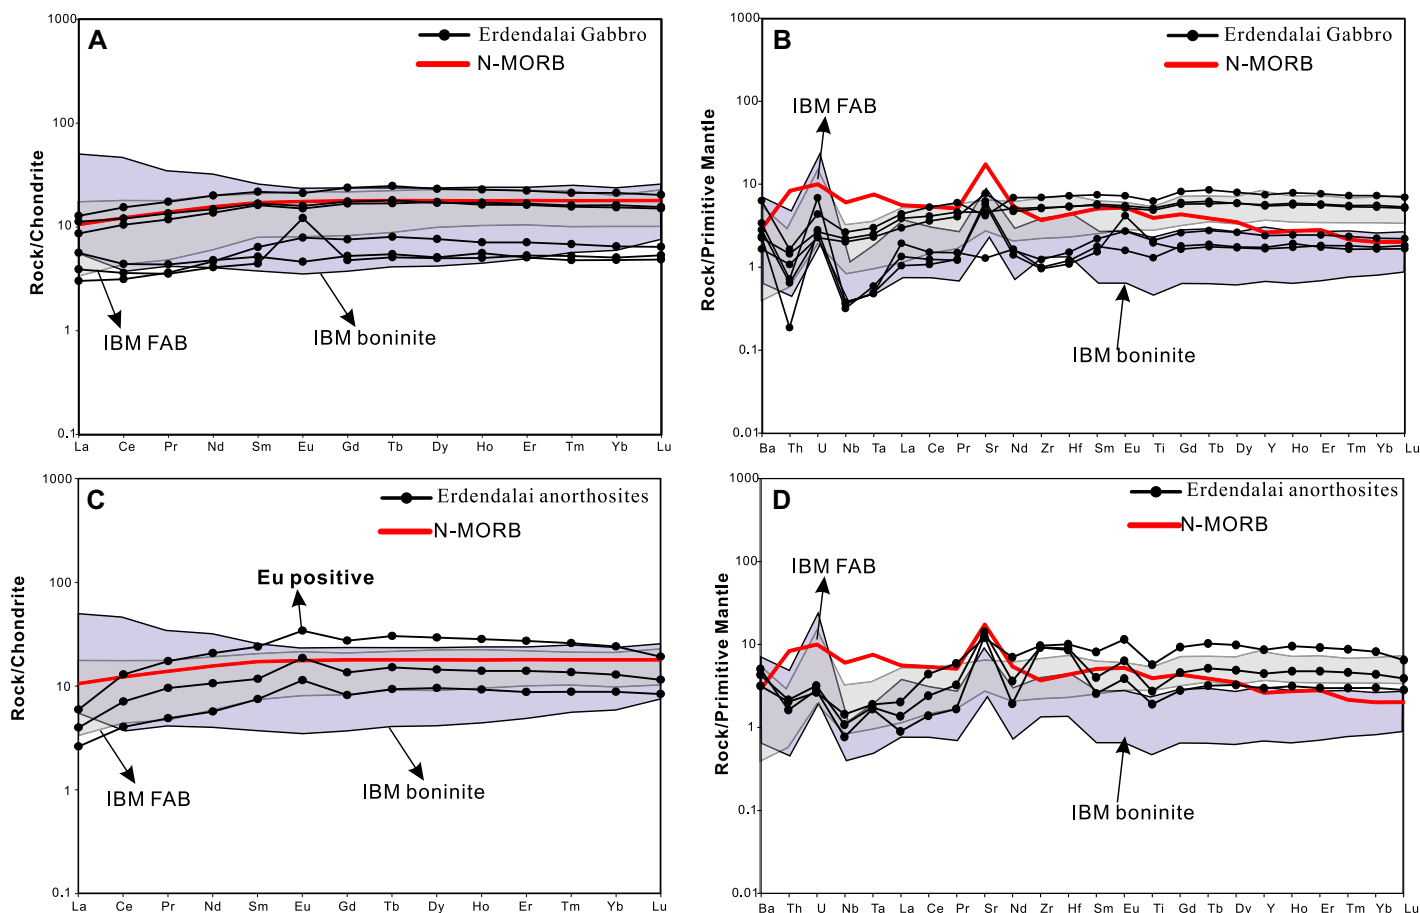 A
Erdendalai Gabbro
N-MORB
Rock/Chondrite
1000
100
10
1
0.1
IBM FAB
IBM boninite
La Ce Pr Nd Sm Eu Gd Tb Dy Ho Er Tm Yb Lu
B
Erdendalai Gabbro
N-MORB
Rock/Primitive Mantle
1000
100
10
1
0.1
0.01
IBM FAB
IBM boninite
Ba Th U Nb Ta La Ce Pr Sr Nd Zr Hf Sm Eu Ti Gd Tb Dy Y Ho Er Tm Yb Lu
C
Erdendalai anorthosites
N-MORB
Rock/Chondrite
1000
100
10
1
0.1
Eu positive
IBM FAB
IBM boninite
La Ce Pr Nd Sm Eu Gd Tb Dy Ho Er Tm Yb Lu
D
Erdendalai anorthosites
N-MORB
Rock/Primitive Mantle
1000
100
10
1
0.1
0.01
IBM FAB
IBM boninite
Ba Th U Nb Ta La Ce Pr Sr Nd Zr Hf Sm Eu Ti Gd Tb Dy Y Ho Er Tm Yb Lu